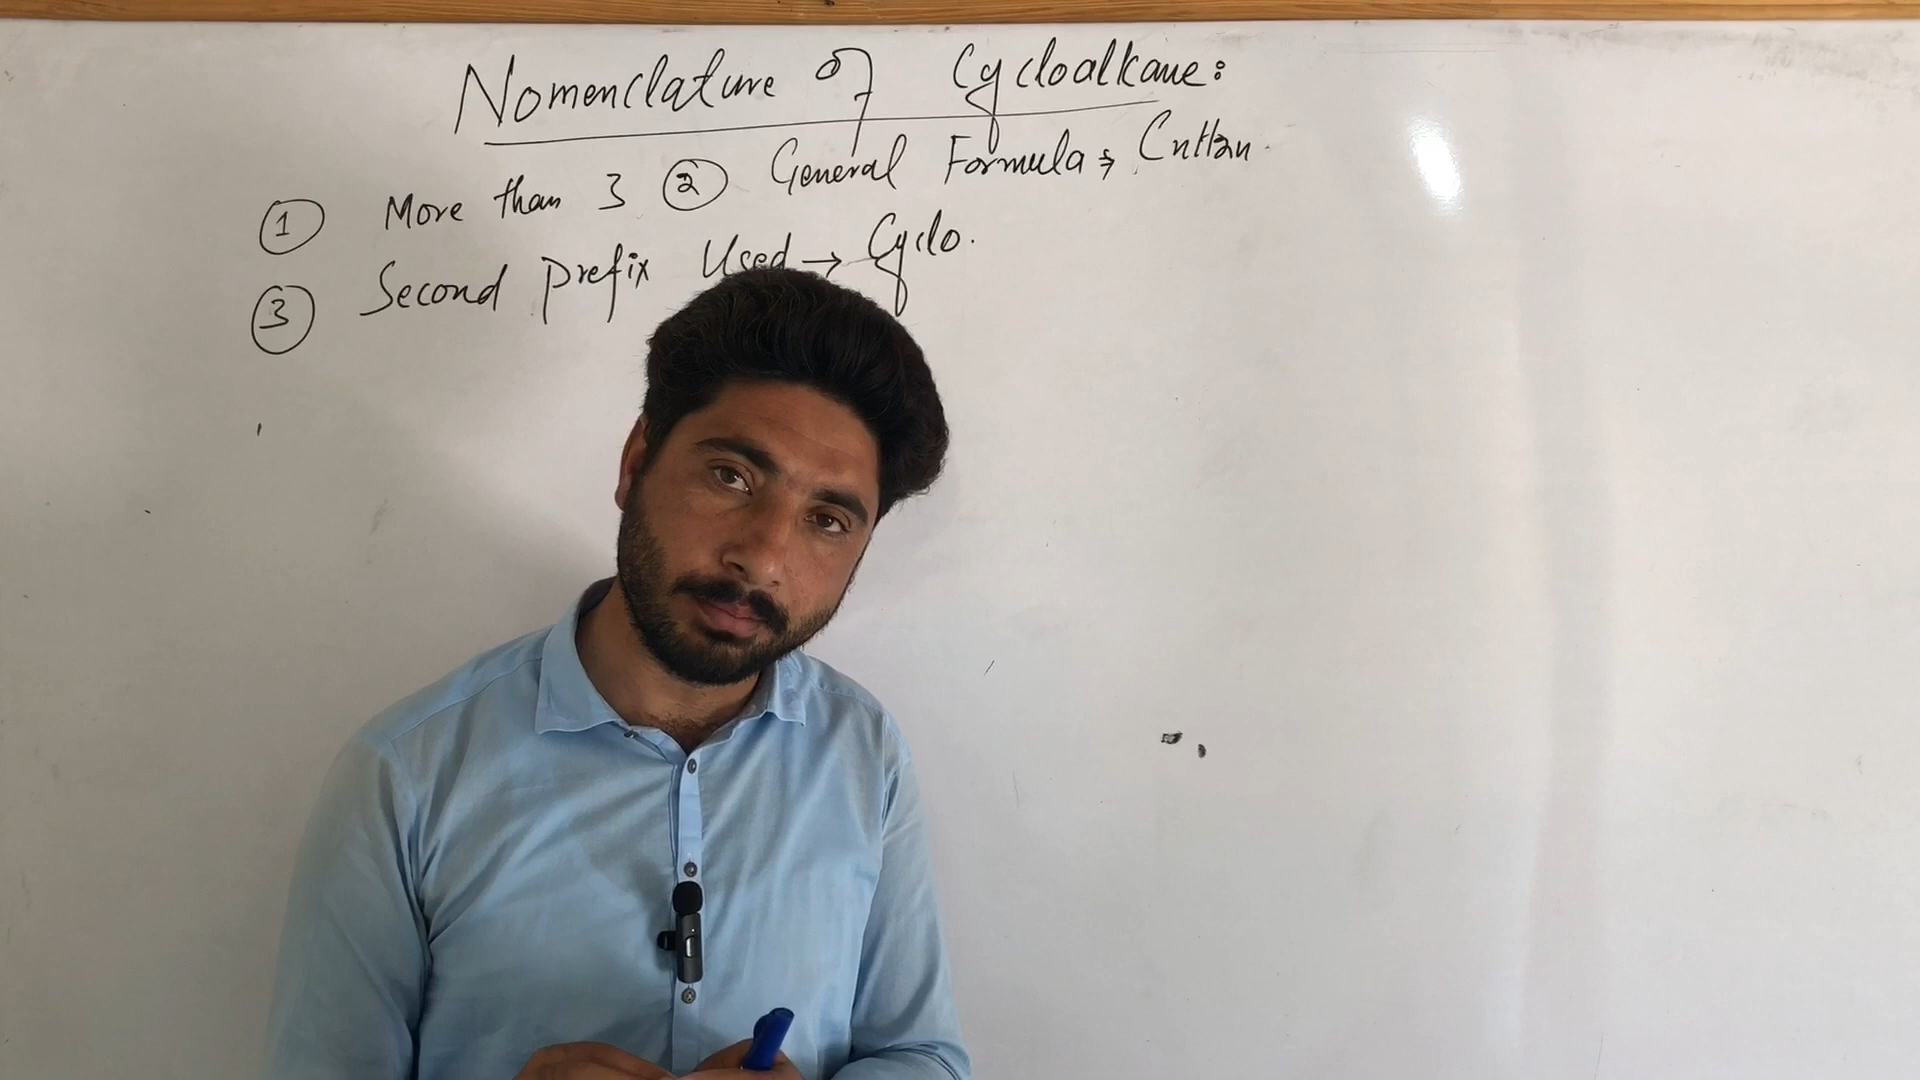 Nomenclature of Cycloalkane:
① More than 3 ② General Formula → CnH2n.
③ Second prefix Used → Cyclo.